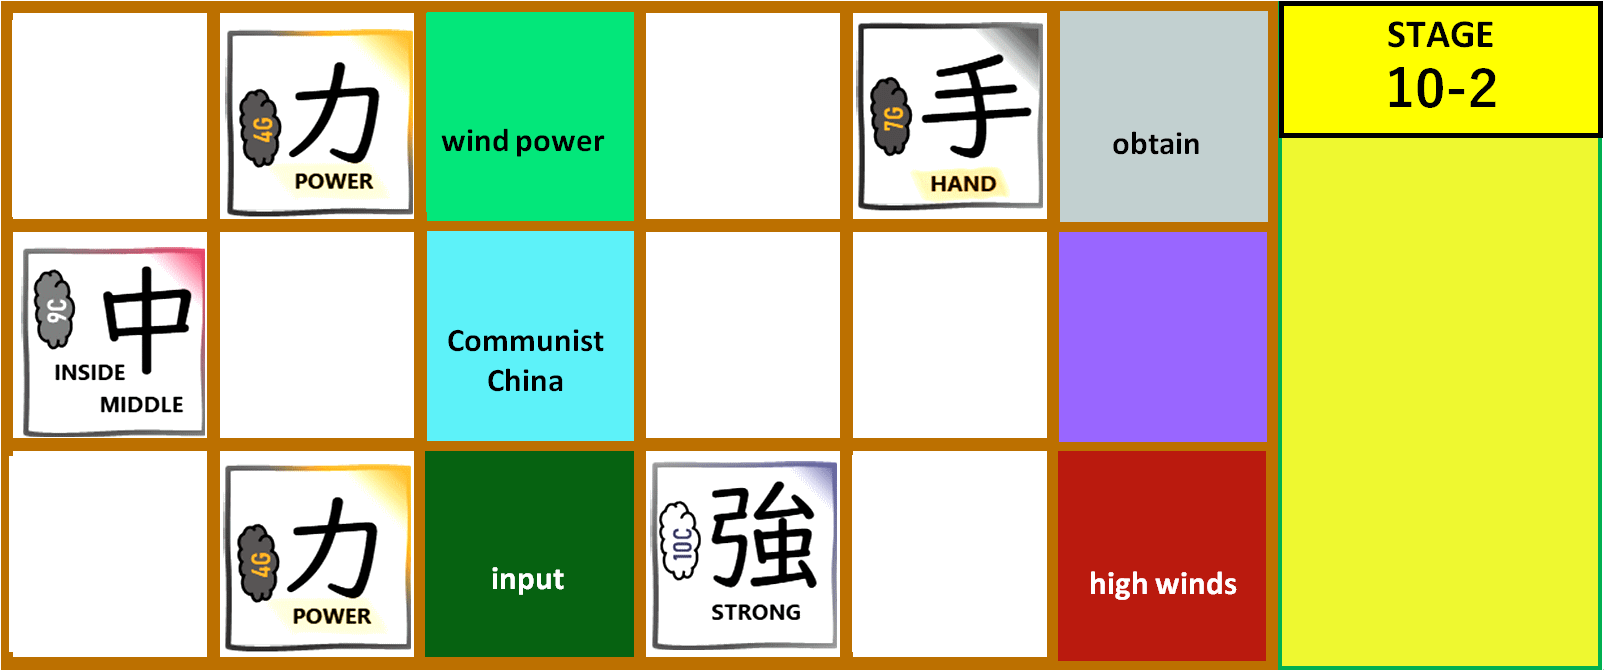 4G
力
POWER
wind power
7G
手
HAND
obtain
STAGE
10-2
9C
中
INSIDE
MIDDLE
Communist
China
4G
力
POWER
input
10C
強
STRONG
high winds